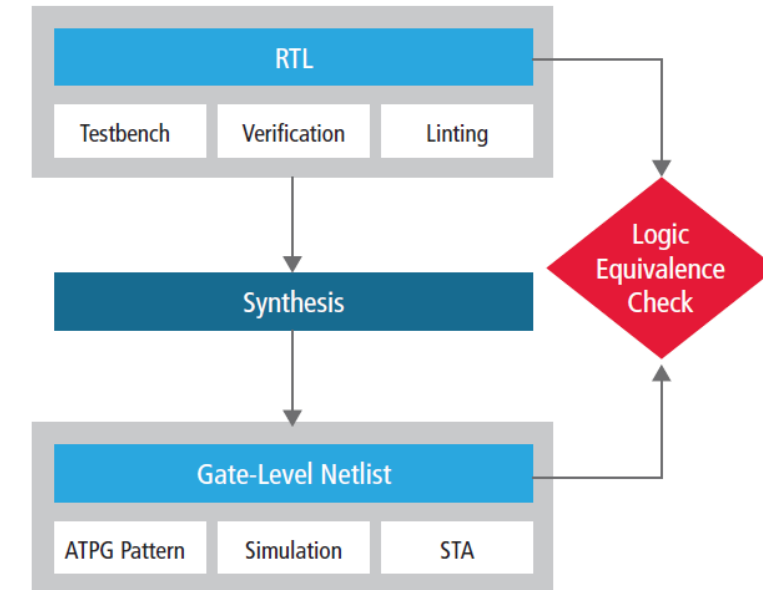 RTL
Testbench
Verification
Linting
Logic
Equivalence
Check
Synthesis
Gate-Level Netlist
ATPG Pattern
Simulation
STA